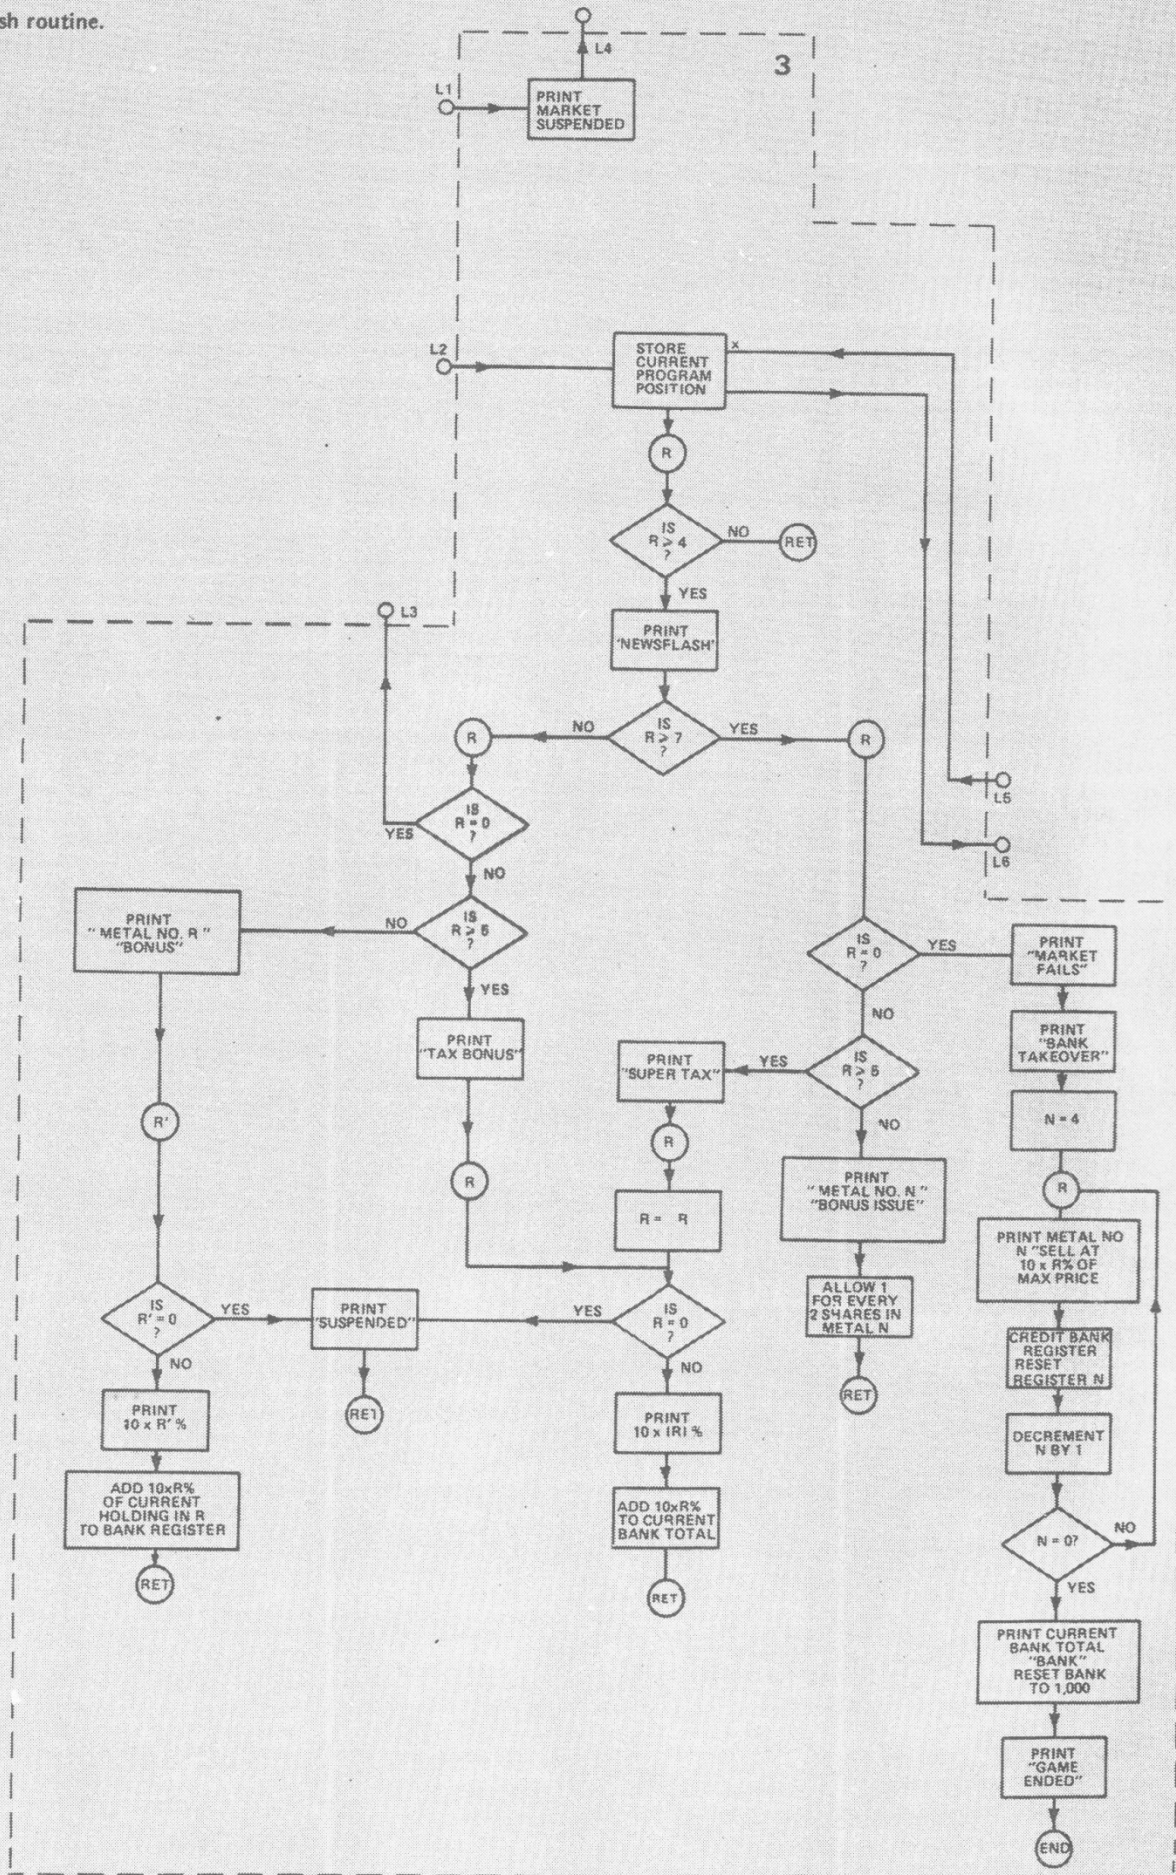 sh routine.
L4
3
L1
PRINT
MARKET
SUSPENDED
L2
STORE
CURRENT
PROGRAM
POSITION
x
R
IS
R ⩾ 4
?
NO
RET
YES
L3
PRINT
'NEWSFLASH'
IS
R ⩾ 7
?
NO
YES
R
R
L5
L6
IS
R = 0
?
YES
NO
IS
R ⩾ 5
?
NO
YES
PRINT
" METAL NO. R "
"BONUS"
IS
R = 0
?
YES
NO
PRINT
"MARKET
FAILS"
PRINT
"BANK
TAKEOVER"
N = 4
PRINT
"TAX BONUS"
PRINT
"SUPER TAX"
YES
IS
R ⩾ 5
?
NO
R'
R
R
PRINT
" METAL NO. N "
"BONUS ISSUE"
R
R = R
PRINT METAL NO
N "SELL AT
10 x R% OF
MAX PRICE
ALLOW 1
FOR EVERY
2 SHARES IN
METAL N
RET
IS
R' = 0
?
YES
NO
PRINT
"SUSPENDED"
RET
YES
IS
R = 0
?
NO
CREDIT BANK
REGISTER
RESET
REGISTER N
PRINT
10 x R' %
PRINT
10 x |R| %
DECREMENT
N BY 1
ADD 10xR%
OF CURRENT
HOLDING IN R
TO BANK REGISTER
RET
ADD 10xR%
TO CURRENT
BANK TOTAL
RET
N = 0?
NO
YES
PRINT CURRENT
BANK TOTAL
"BANK"
RESET BANK
TO 1,000
PRINT
"GAME
ENDED"
END